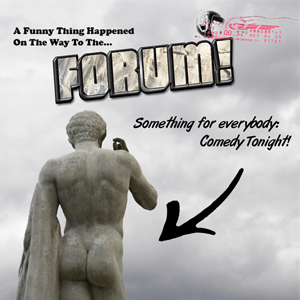 A Funny Thing Happened
On The Way To The...
FORUM!
Something for everybody:
Comedy Tonight!